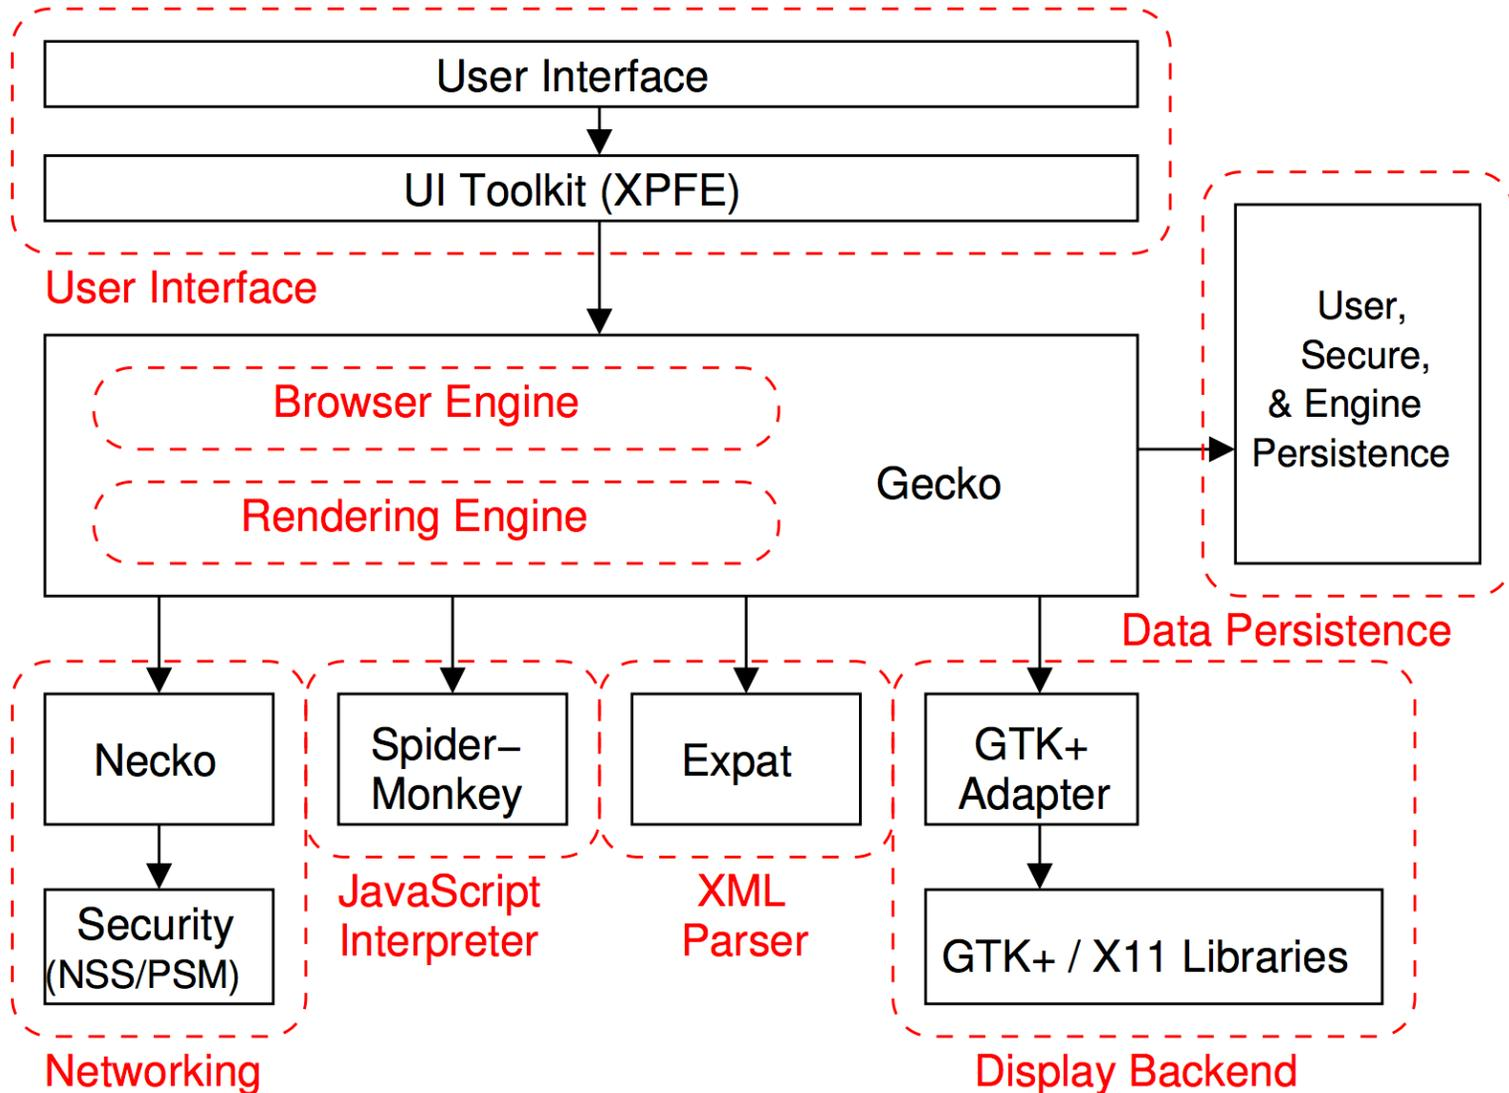 User Interface
UI Toolkit (XPFE)
User Interface
User,
Secure,
& Engine
Persistence
Browser Engine
Rendering Engine
Gecko
Data Persistence
Necko
Spider–
Monkey
Expat
GTK+
Adapter
JavaScript
Interpreter
XML
Parser
Security
(NSS/PSM)
GTK+ / X11 Libraries
Networking
Display Backend